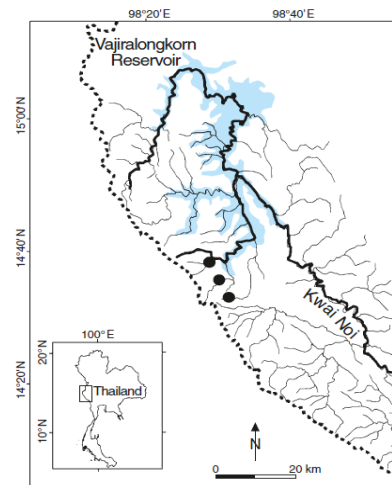 98°20′E 98°40′E
Vajiralongkorn
Reservoir
15°00′N
14°40′N
14°20′N
Kwai Noi
100°E
20°N
Thailand
10°N
N
0 20 km